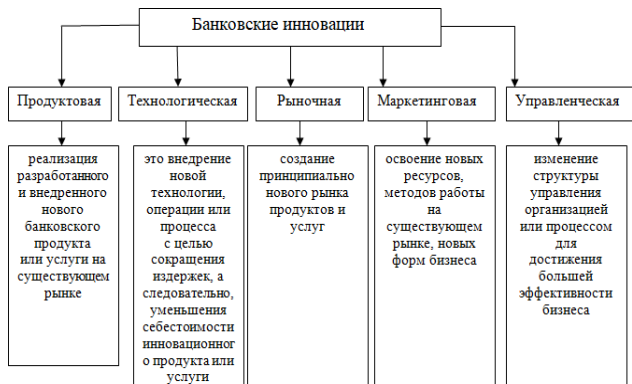 Банковские инновации
Продуктовая
Технологическая
Рыночная
Маркетинговая
Управленческая
реализация
разработанного
и внедренного
нового
банковского
продукта
или услуги на
существующем
рынке
это внедрение
новой
технологии,
операции или
процесса
с целью
сокращения
издержек, а
следовательно,
уменьшения
себестоимости
инновационног
о продукта или
услуги
создание
принципиально
нового рынка
продуктов и
услуг
освоение новых
ресурсов,
методов работы
на
существующем
рынке, новых
форм бизнеса
изменение
структуры
управления
организацией
или процессом
для
достижения
большей
эффективности
бизнеса